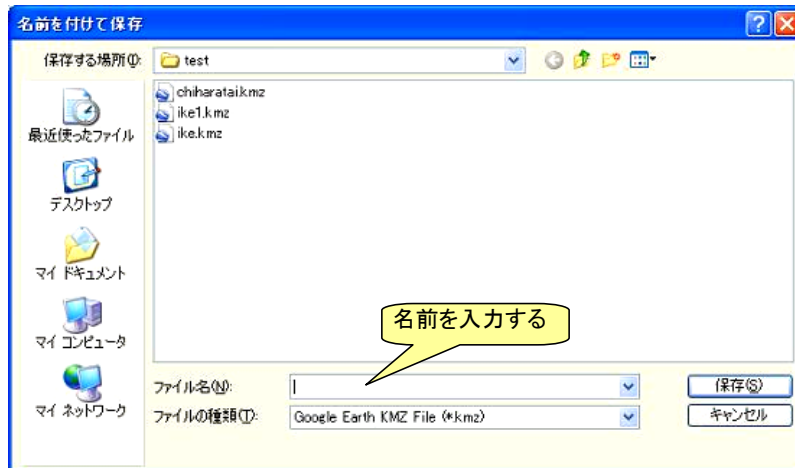 名前を付けて保存
保存する場所(I):
test
chiharatai.kmz
ike1.kmz
ike.kmz
最近使ったファイル
デスクトップ
マイ ドキュメント
マイ コンピュータ
マイ ネットワーク
名前を入力する
ファイル名(N):
保存(S)
ファイルの種類(T):
Google Earth KMZ File (*.kmz)
キャンセル